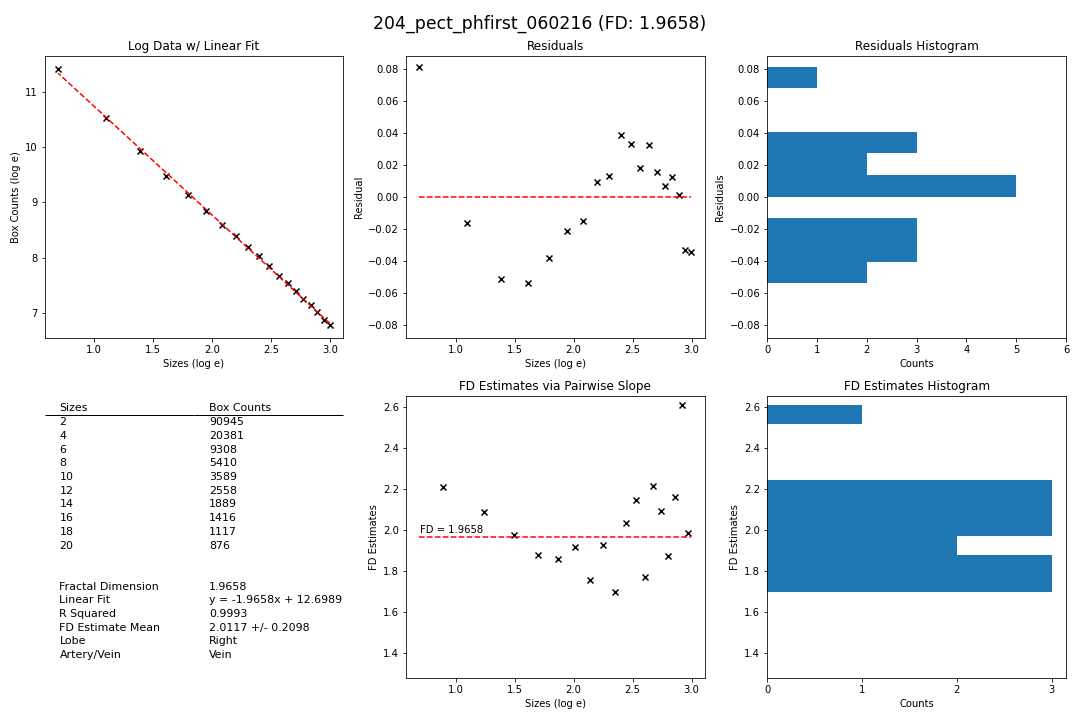 204_pect_phfirst_060216 (FD: 1.9658)
Log Data w/ Linear Fit
11
10
9
8
7
Box Counts (log e)
1.0 1.5 2.0 2.5 3.0
Sizes (log e)
Residuals
0.08
0.06
0.04
0.02
0.00
−0.02
−0.04
−0.06
−0.08
Residual
1.0 1.5 2.0 2.5 3.0
Sizes (log e)
Residuals Histogram
0.08
0.06
0.04
0.02
0.00
−0.02
−0.04
−0.06
−0.08
Residuals
0 1 2 3 4 5 6
Counts
Sizes Box Counts
2 90945
4 20381
6 9308
8 5410
10 3589
12 2558
14 1889
16 1416
18 1117
20 876
Fractal Dimension 1.9658
Linear Fit y = -1.9658x + 12.6989
R Squared 0.9993
FD Estimate Mean 2.0117 +/- 0.2098
Lobe Right
Artery/Vein Vein
FD Estimates via Pairwise Slope
2.6
2.4
2.2
2.0
1.8
1.6
1.4
FD Estimates
FD = 1.9658
1.0 1.5 2.0 2.5 3.0
Sizes (log e)
FD Estimates Histogram
2.6
2.4
2.2
2.0
1.8
1.6
1.4
FD Estimates
0 1 2 3
Counts